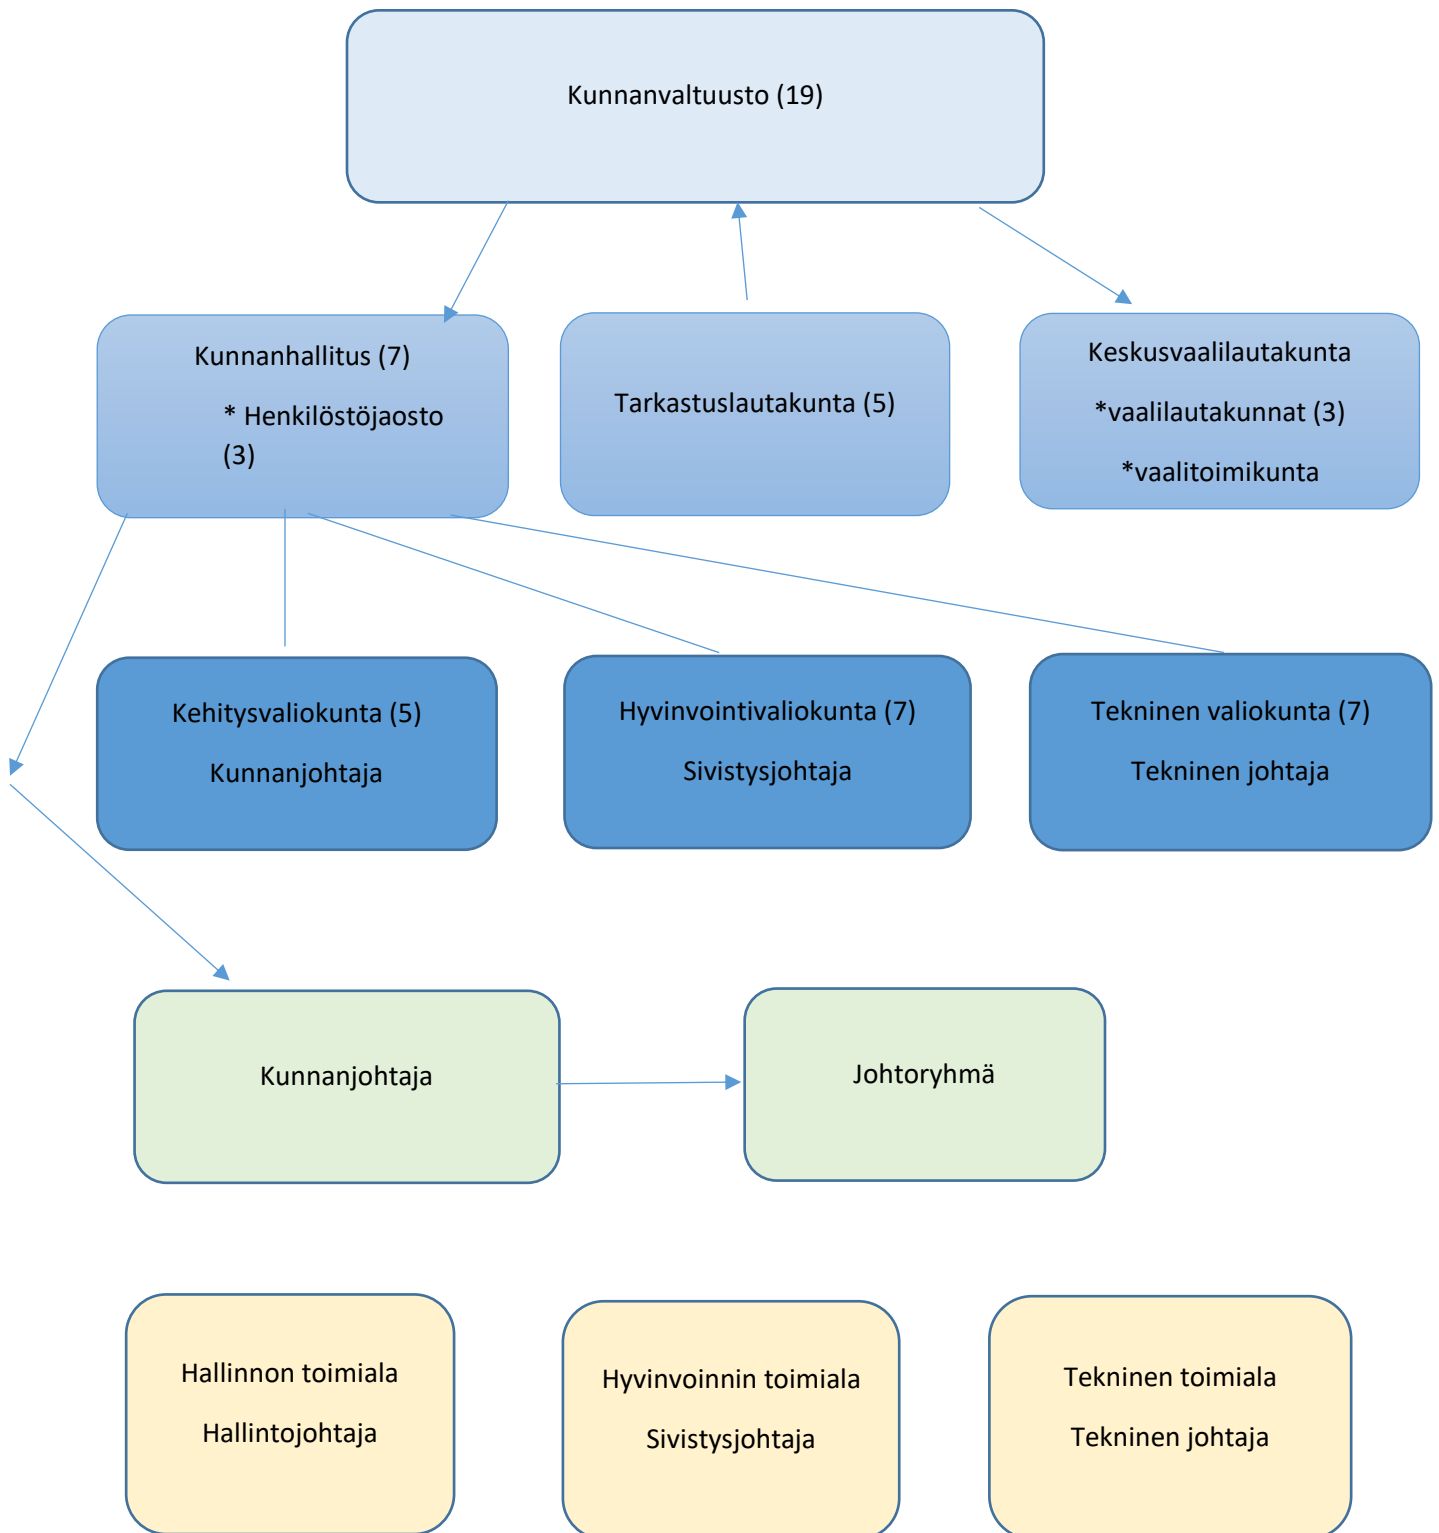 Kunnanvaltuusto (19)
Kunnanhallitus (7)
* Henkilöstöjaosto
(3)
Tarkastuslautakunta (5)
Keskusvaalilautakunta
*vaalilautakunnat (3)
*vaalitoimikunta
Kehitysvaliokunta (5)
Kunnanjohtaja
Hyvinvointivaliokunta (7)
Sivistysjohtaja
Tekninen valiokunta (7)
Tekninen johtaja
Kunnanjohtaja
Johtoryhmä
Hallinnon toimiala
Hallintojohtaja
Hyvinvoinnin toimiala
Sivistysjohtaja
Tekninen toimiala
Tekninen johtaja